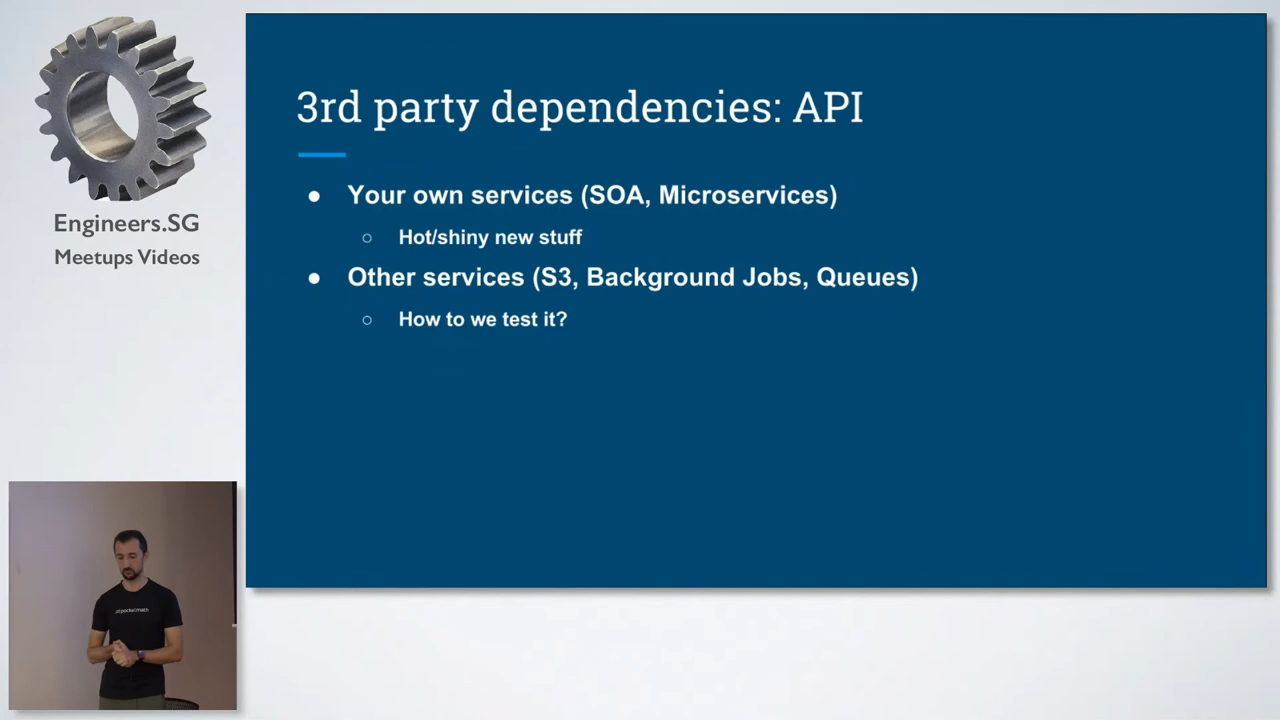 3rd party dependencies: API
Your own services (SOA, Microservices)
Hot/shiny new stuff
Other services (S3, Background Jobs, Queues)
How to we test it?
Engineers.SG
Meetups Videos
pocketmath